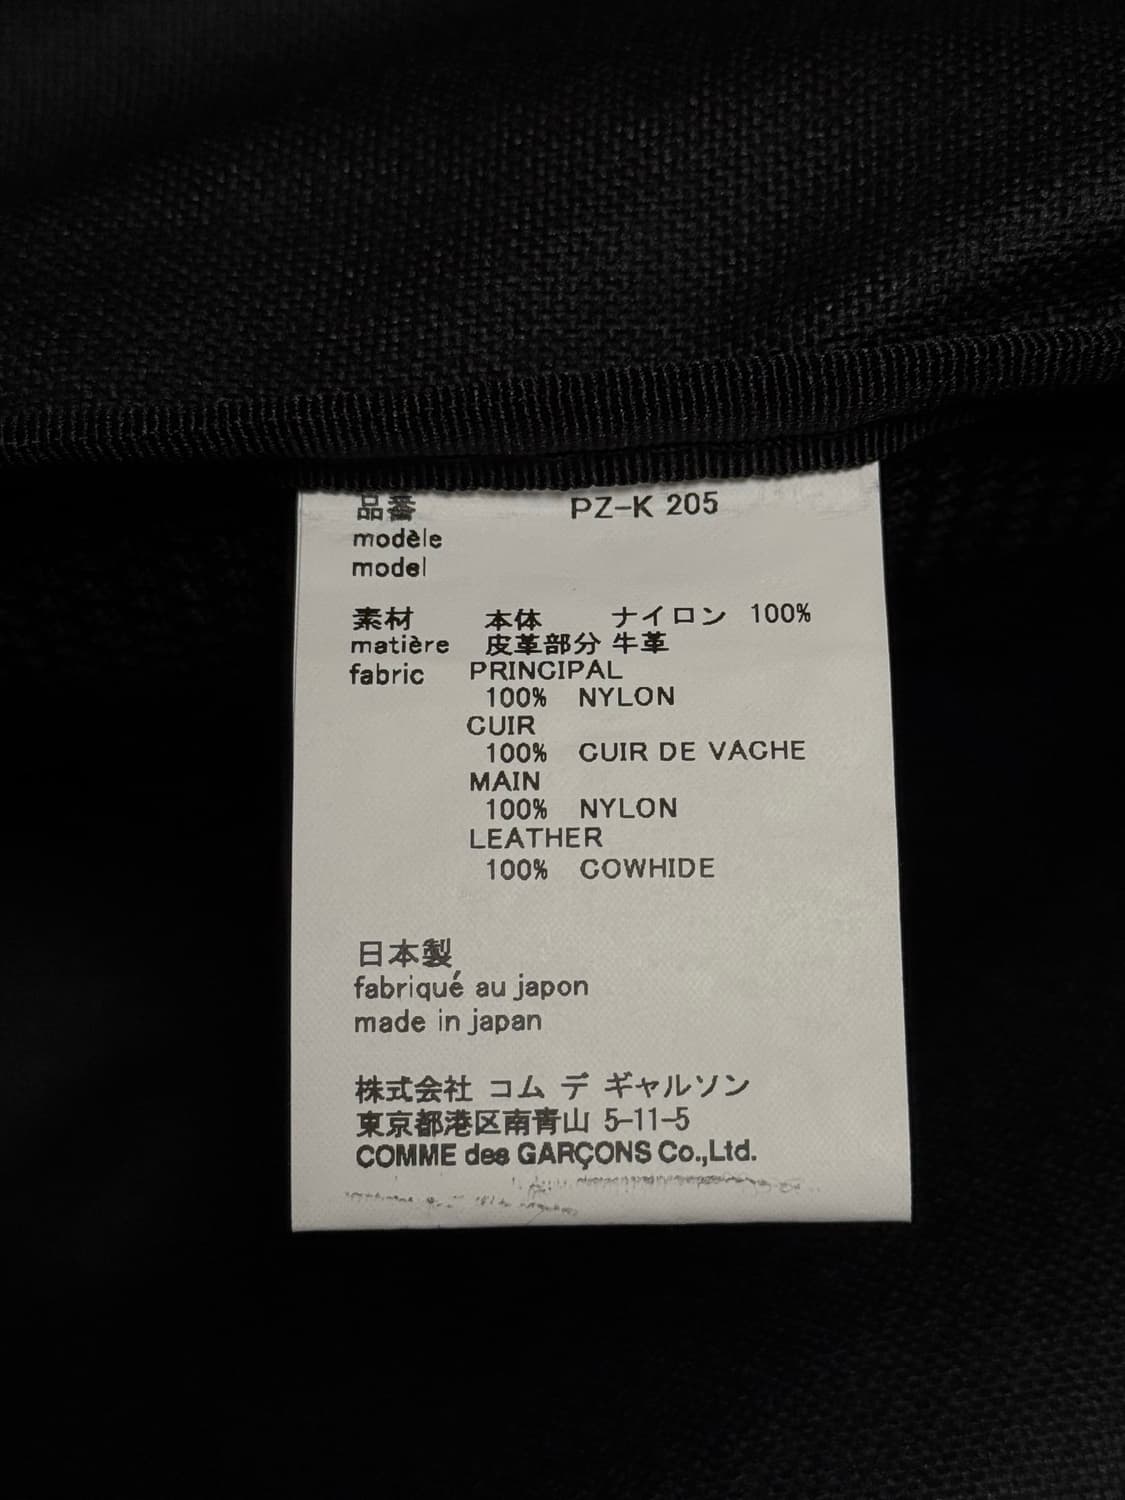 品番 PZ-K 205
modèle
model
素材 本体 ナイロン 100%
matière 皮革部分 牛革
fabric PRINCIPAL
100% NYLON
CUIR
100% CUIR DE VACHE
MAIN
100% NYLON
LEATHER
100% COWHIDE
日本製
fabriqué au japon
made in japan
株式会社 コム デ ギャルソン
東京都港区南青山 5-11-5
COMME des GARÇONS Co.,Ltd.